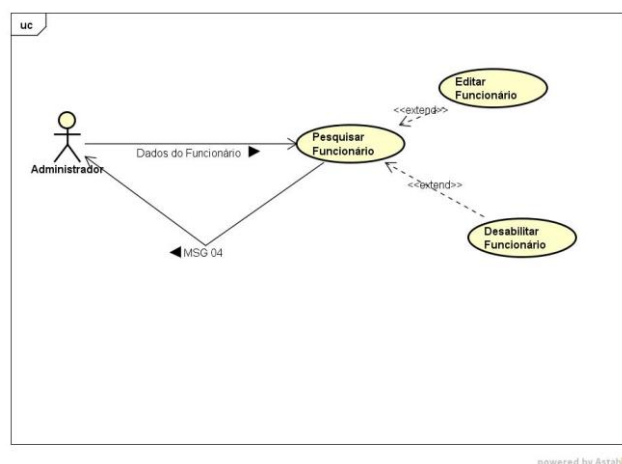 uc
Editar
Funcionário
<<extend>>
Pesquisar
Funcionário
Dados do Funcionário
Administrador
<<extend>>
Desabilitar
Funcionário
MSG 04
powered by Astah